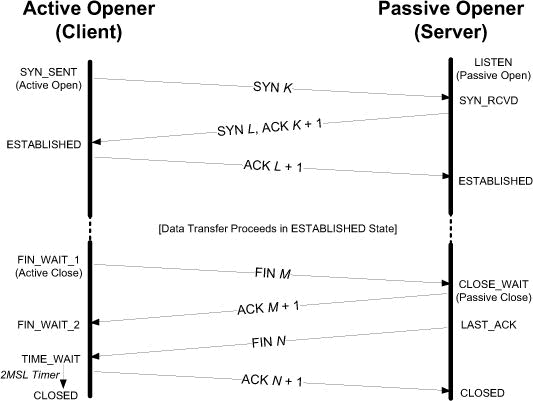 Active Opener
(Client)
Passive Opener
(Server)
SYN_SENT
(Active Open)
LISTEN
(Passive Open)
SYN K
SYN_RCVD
SYN L, ACK K + 1
ESTABLISHED
ACK L + 1
ESTABLISHED
[Data Transfer Proceeds in ESTABLISHED State]
FIN_WAIT_1
(Active Close)
FIN M
CLOSE_WAIT
(Passive Close)
ACK M + 1
FIN_WAIT_2
LAST_ACK
FIN N
TIME_WAIT
2MSL Timer
ACK N + 1
CLOSED
CLOSED